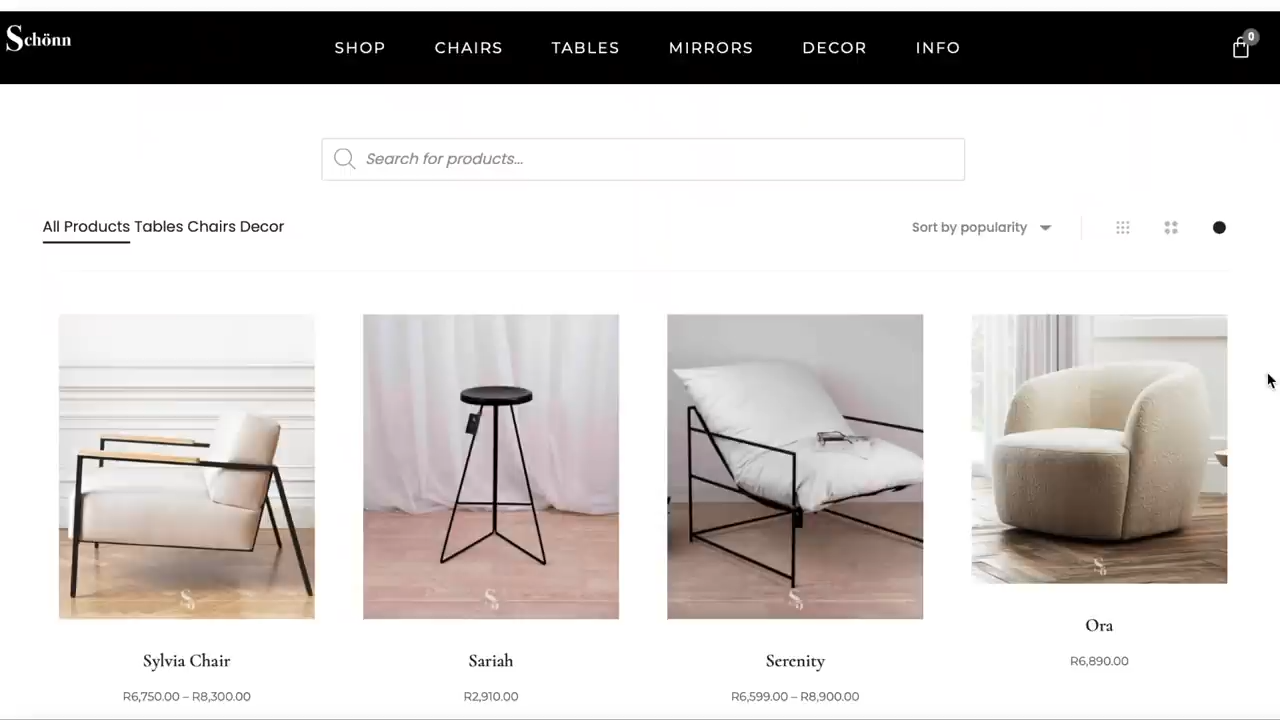 Schönn
SHOP CHAIRS TABLES MIRRORS DECOR INFO
0
Search for products...
All Products Tables Chairs Decor
Sort by popularity
Sylvia Chair
R6,750.00 – R8,300.00
Sariah
R2,910.00
Serenity
R6,599.00 – R8,900.00
Ora
R6,890.00